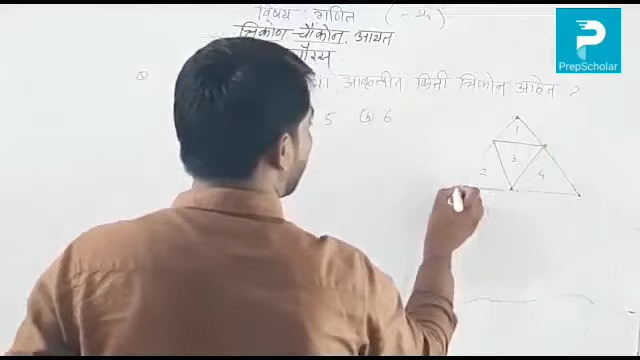 विषय : गणित
त्रिकोण चौकोन, आयत
चौरस
Q
आकृतीत किती त्रिकोण आहेत ?
5
6
1
3
2
4
P
PrepScholar